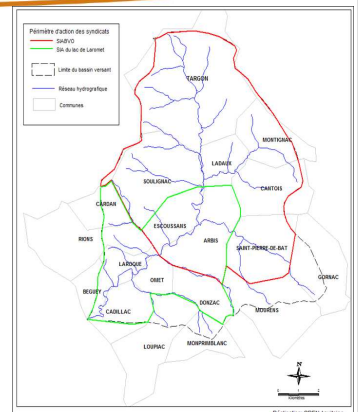 Périmètre d'action des syndicats
SIABVO
SIA du lac de Laromet
Limite du bassin versant
Réseau hydrografique
Communes
TARGON
MONTIGNAC
LADAUX
SOULIGNAC
CANTOIS
CARDAN
ESCOUSSANS
RIONS
ARBIS
SAINT-PIERRE-DE-BAT
LAROQUE
GORNAC
OMET
BEGUEY
DONZAC
MOURENS
CADILLAC
MONPRIMBLANC
LOUPIAC
N
Kilomètres